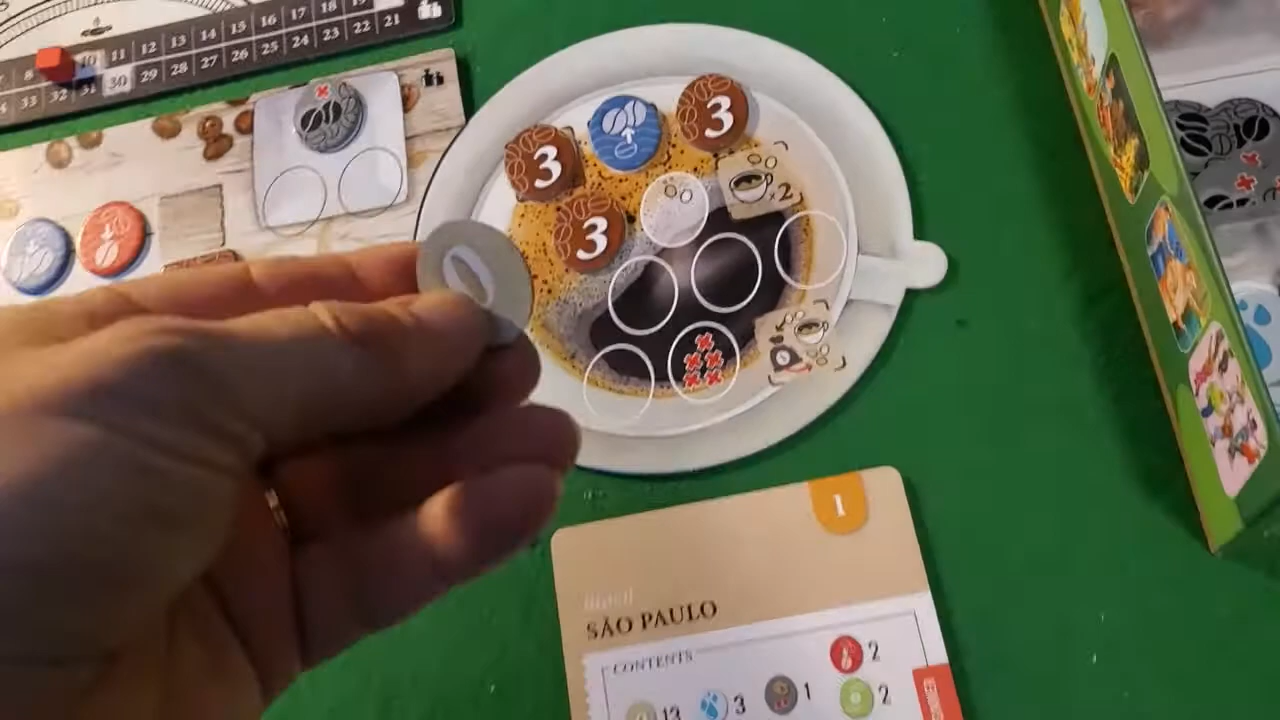 8 10 11 12 13 14 15 16 17 18 19
33 32 31 30 29 28 27 26 25 24 23 22 21
3
3
3
x2
1
SÃO PAULO
CONTENTS
2
13 3 1 2